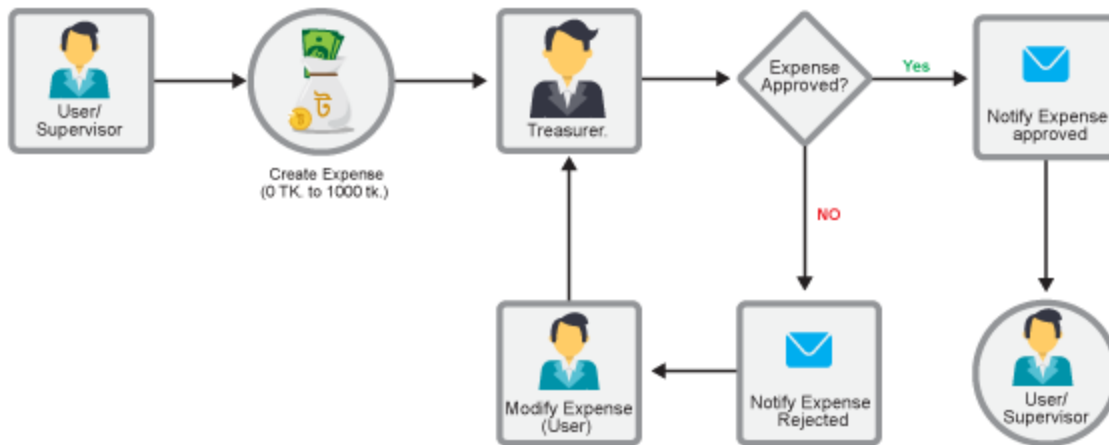 User/
Supervisor
৳
Create Expense
(0 TK. to 1000 tk.)
Treasurer.
Expense
Approved?
Yes
Notify Expense
approved
NO
Modify Expense
(User)
Notify Expense
Rejected
User/
Supervisor